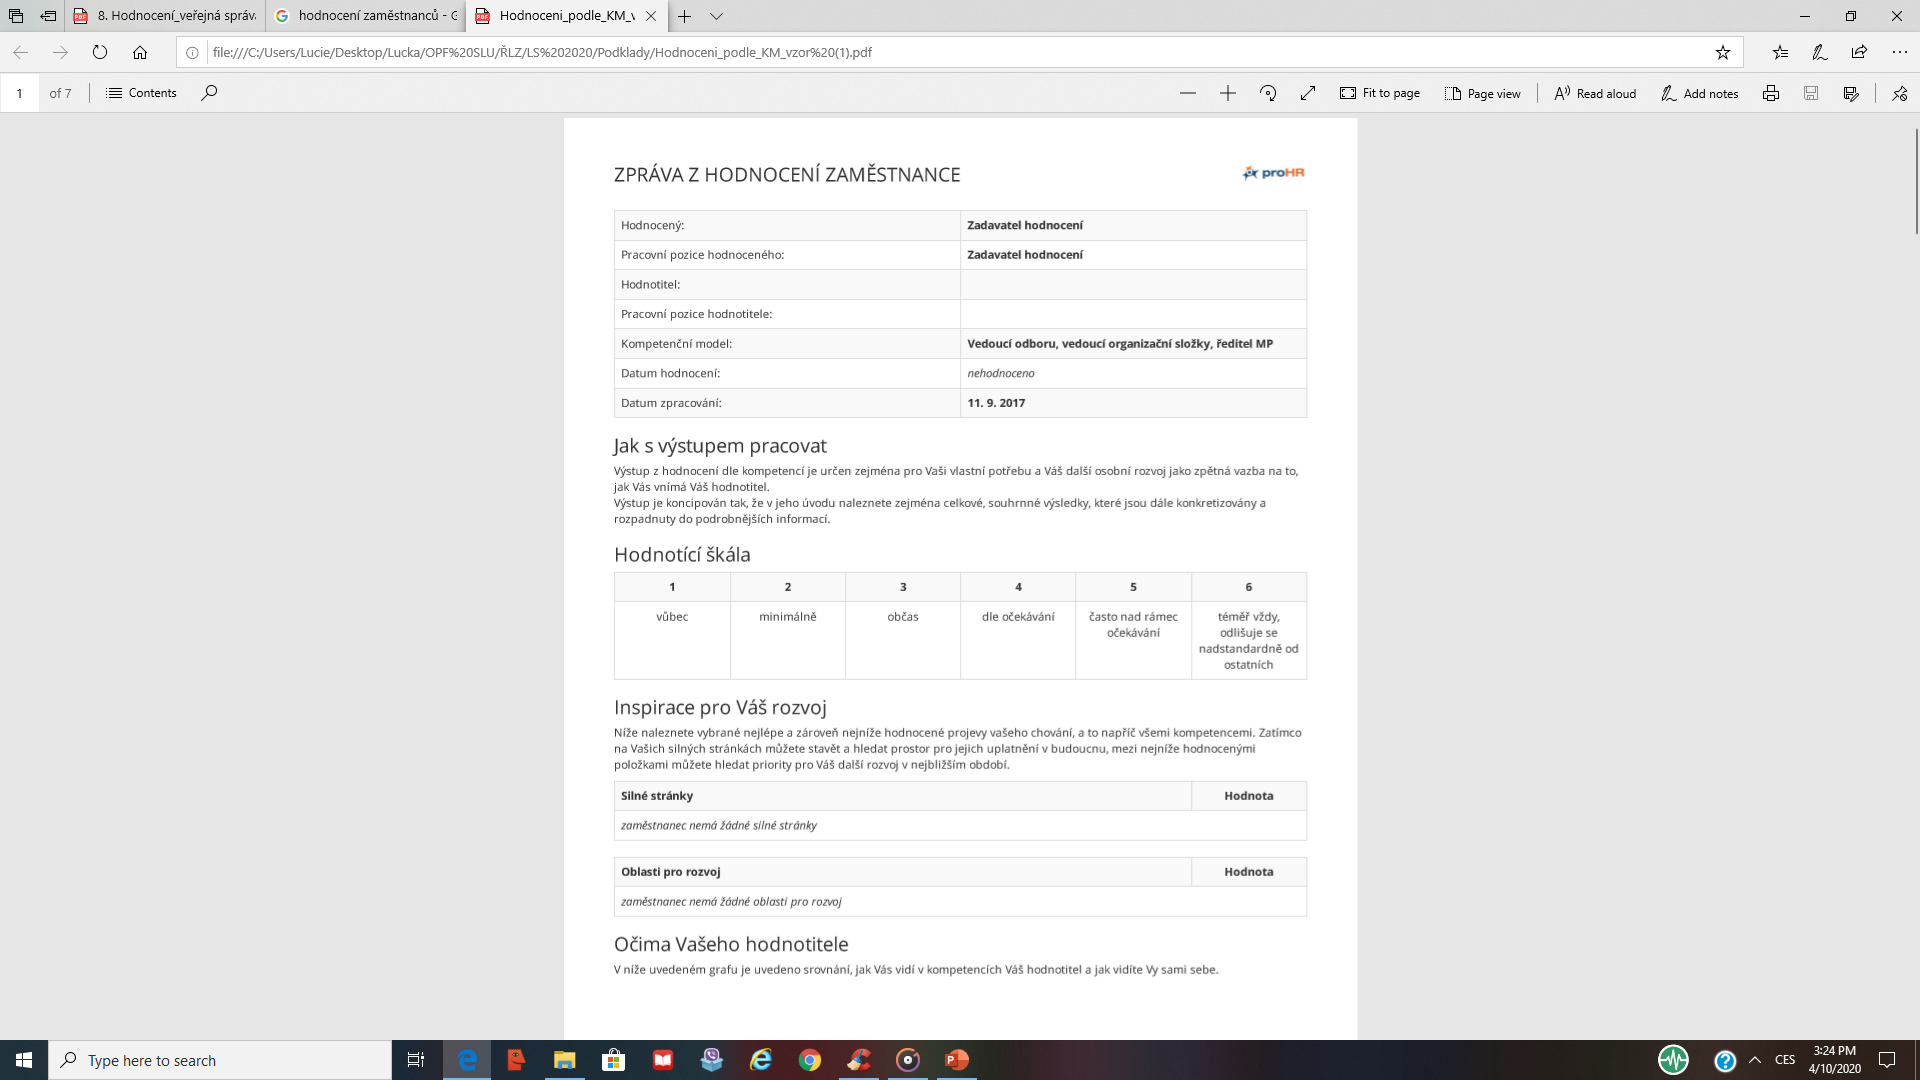 8. Hodnocení_veřejná správ
hodnocení zaměstnanců - G
Hodnoceni_podle_KM_v
file:///C:/Users/Lucie/Desktop/Lucka/OPF%20SLU/ŘLZ/LS%202020/Podklady/Hodnoceni_podle_KM_vzor%20(1).pdf
1 of 7 Contents Fit to page Page view Read aloud Add notes
ZPRÁVA Z HODNOCENÍ ZAMĚSTNANCE
proHR
Hodnocený: Zadavatel hodnocení
Pracovní pozice hodnoceného: Zadavatel hodnocení
Hodnotitel:
Pracovní pozice hodnotitele:
Kompetenční model: Vedoucí odboru, vedoucí organizační složky, ředitel MP
Datum hodnocení: nehodnoceno
Datum zpracování: 11. 9. 2017
Jak s výstupem pracovat
Výstup z hodnocení dle kompetencí je určen zejména pro Vaši vlastní potřebu a Váš další osobní rozvoj jako zpětná vazba na to,
jak Vás vnímá Váš hodnotitel.
Výstup je koncipován tak, že v jeho úvodu naleznete zejména celkové, souhrnné výsledky, které jsou dále konkretizovány a
rozpadnuty do podrobnějších informací.
Hodnotící škála
1 2 3 4 5 6
vůbec minimálně občas dle očekávání často nad rámec očekávání téměř vždy, odlišuje se nadstandardně od ostatních
Inspirace pro Váš rozvoj
Níže naleznete vybrané nejlépe a zároveň nejníže hodnocené projevy vašeho chování, a to napříč všemi kompetencemi. Zatímco
na Vašich silných stránkách můžete stavět a hledat prostor pro jejich uplatnění v budoucnu, mezi nejníže hodnocenými
položkami můžete hledat priority pro Váš další rozvoj v nejbližším období.
Silné stránky Hodnota
zaměstnanec nemá žádné silné stránky
Oblasti pro rozvoj Hodnota
zaměstnanec nemá žádné oblasti pro rozvoj
Očima Vašeho hodnotitele
V níže uvedeném grafu je uvedeno srovnání, jak Vás vidí v kompetencích Váš hodnotitel a jak vidíte Vy sami sebe.
Type here to search
CES
3:24 PM
4/10/2020